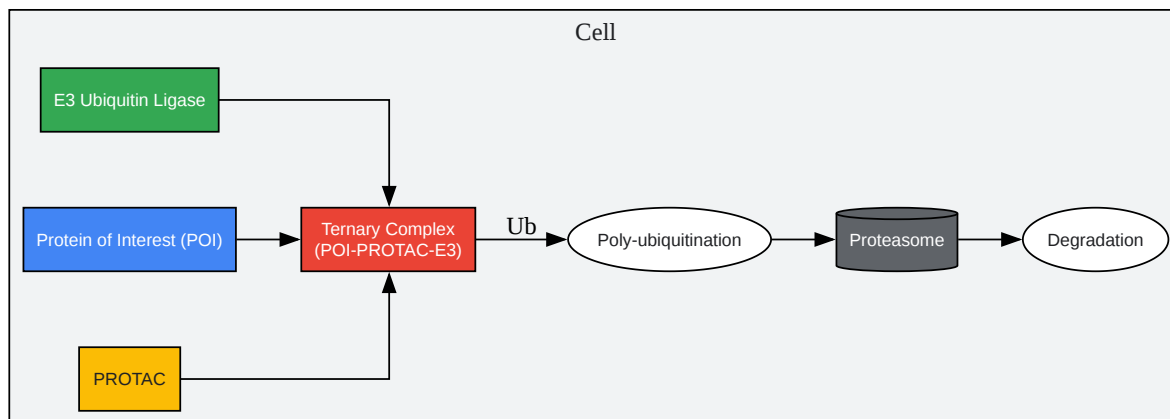 Cell
E3 Ubiquitin Ligase
Protein of Interest (POI)
Ternary Complex
(POI-PROTAC-E3)
Ub
Poly-ubiquitination
Proteasome
Degradation
PROTAC